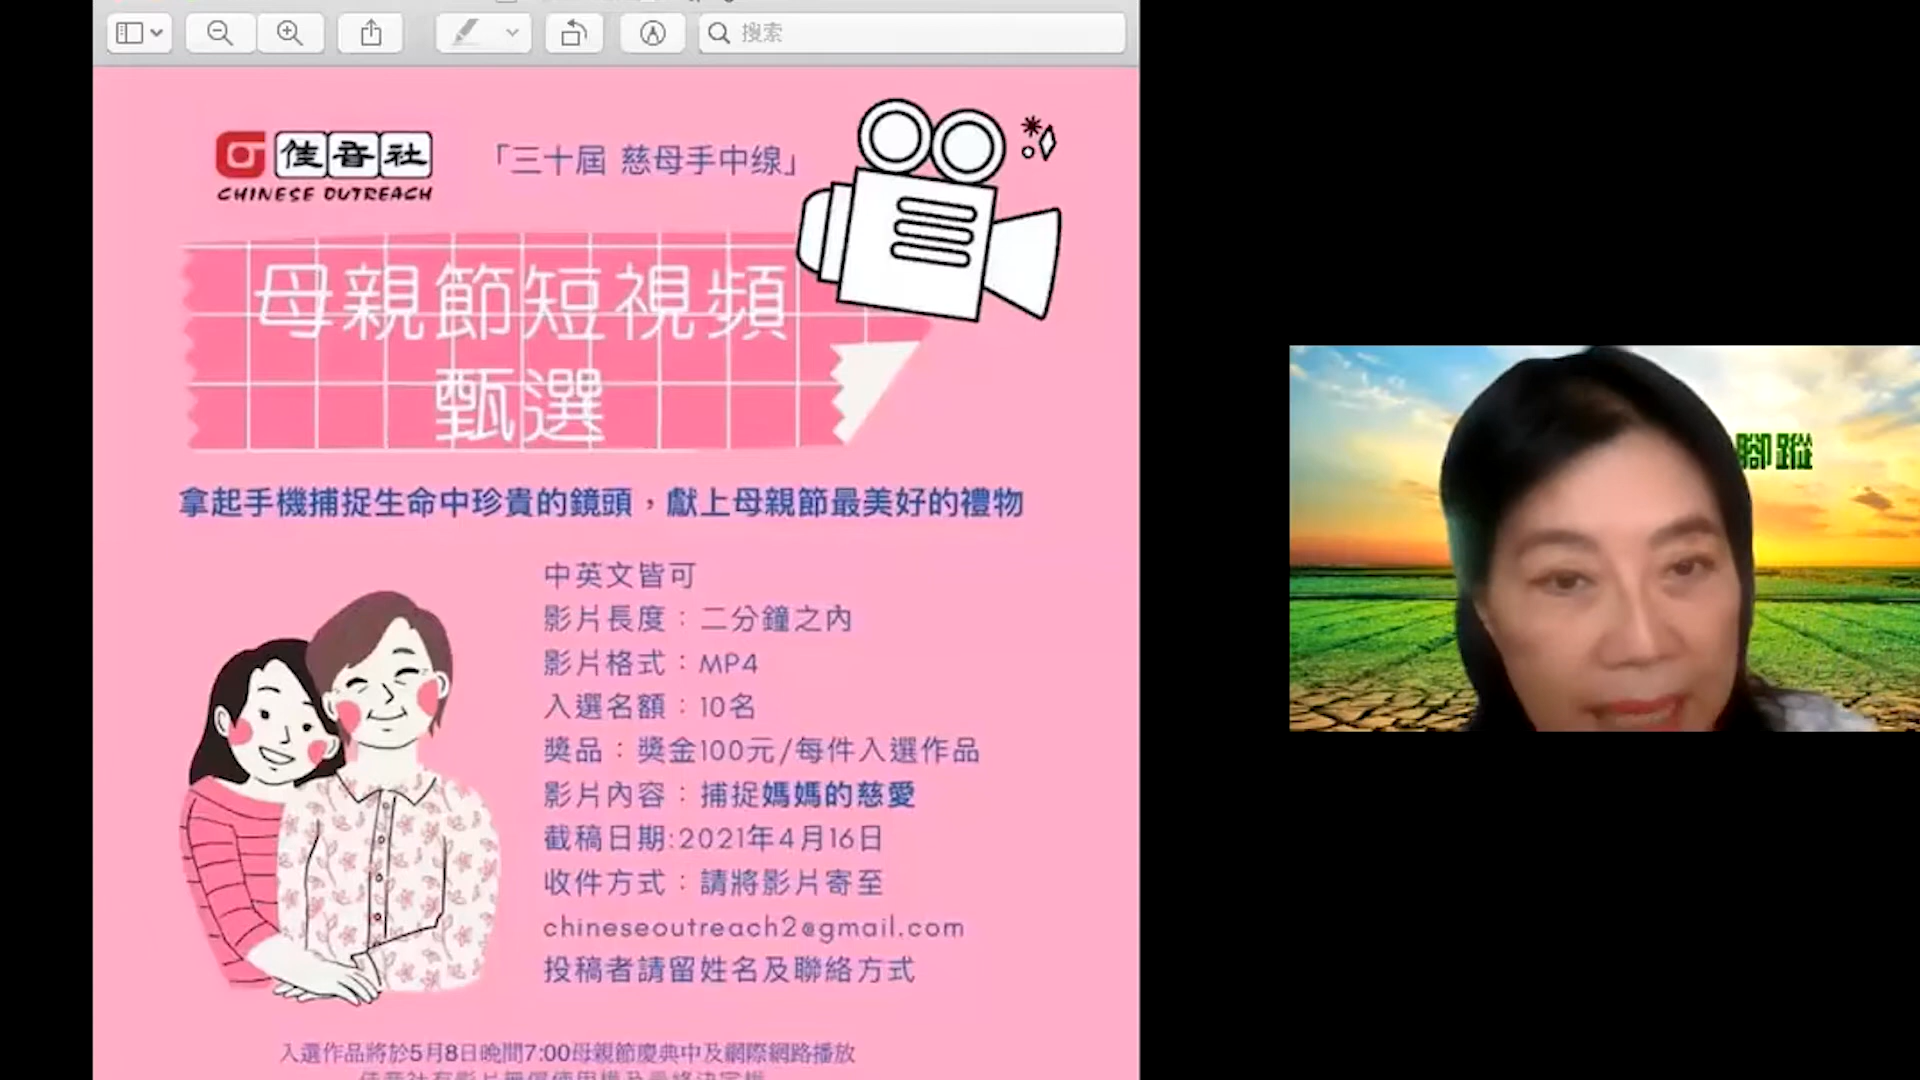 搜索
佳音社
CHINESE OUTREACH
「三十屆 慈母手中线」
母親節短視頻
甄選
拿起手機捕捉生命中珍貴的鏡頭，獻上母親節最美好的禮物
中英文皆可
影片長度：二分鐘之內
影片格式：MP4
入選名額：10名
獎品：獎金100元/每件入選作品
影片內容：捕捉媽媽的慈愛
截稿日期:2021年4月16日
收件方式：請將影片寄至
chineseoutreach2@gmail.com
投稿者請留姓名及聯絡方式
入選作品將於5月8日晚間7:00母親節慶典中及網際網路播放
腳蹤